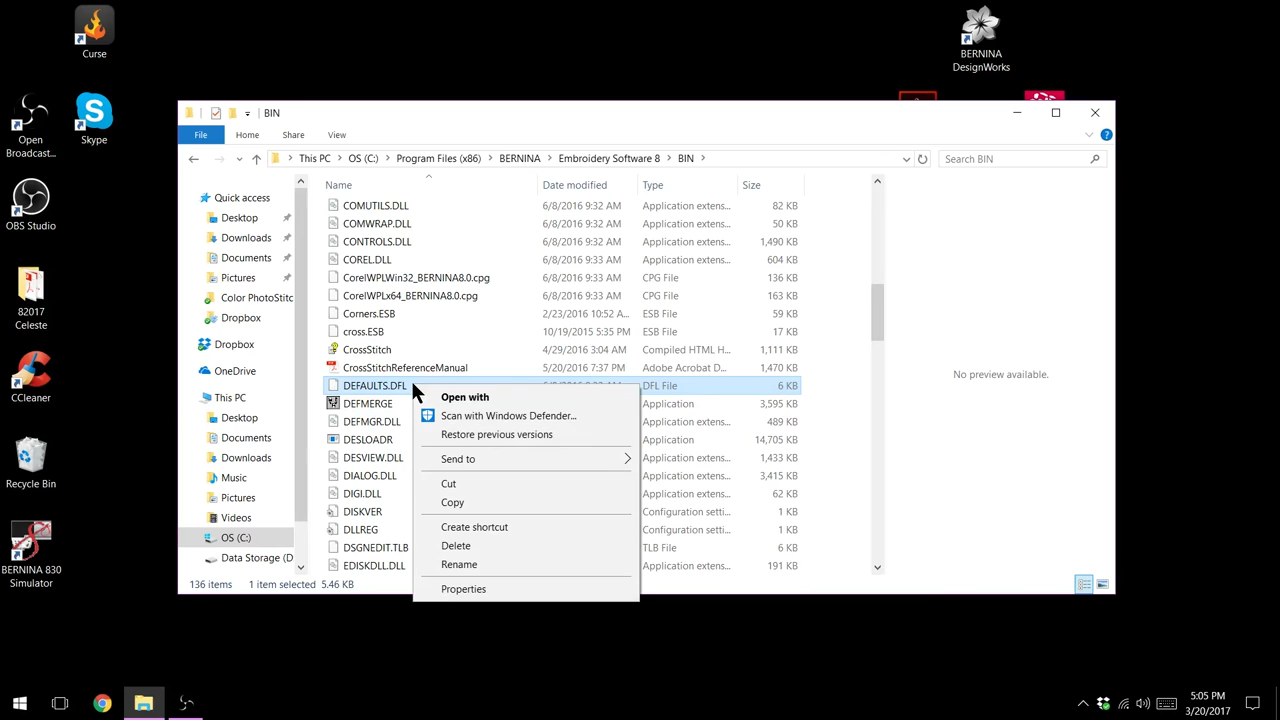 Curse
BERNINA
DesignWorks
Open
Broadcast...
Skype
OBS Studio
82017
Celeste
CCleaner
Recycle Bin
BERNINA 830
Simulator
BIN
File
Home
Share
View
This PC
OS (C:)
Program Files (x86)
BERNINA
Embroidery Software 8
BIN
Search BIN
Quick access
Desktop
Downloads
Documents
Pictures
Color PhotoStitc
Dropbox
Dropbox
OneDrive
This PC
Desktop
Documents
Downloads
Music
Pictures
Videos
OS (C:)
Data Storage (D
Name Date modified Type Size
COMUTILS.DLL 6/8/2016 9:32 AM Application extens... 82 KB
COMWRAP.DLL 6/8/2016 9:32 AM Application extens... 50 KB
CONTROLS.DLL 6/8/2016 9:32 AM Application extens... 1,490 KB
COREL.DLL 6/8/2016 9:33 AM Application extens... 604 KB
CorelWPLWin32_BERNINA8.0.cpg 6/8/2016 9:33 AM CPG File 136 KB
CorelWPLx64_BERNINA8.0.cpg 6/8/2016 9:33 AM CPG File 163 KB
Corners.ESB 2/23/2016 10:52 A... ESB File 59 KB
cross.ESB 10/19/2015 5:35 PM ESB File 17 KB
CrossStitch 4/29/2016 3:04 AM Compiled HTML H... 1,111 KB
CrossStitchReferenceManual 5/20/2016 7:37 PM Adobe Acrobat D... 1,470 KB
DEFAULTS.DFL DFL File 6 KB
DEFMERGE Application 3,595 KB
DEFMGR.DLL Application extens... 489 KB
DESLOADR Application 14,705 KB
DESVIEW.DLL Application extens... 1,433 KB
DIALOG.DLL Application extens... 3,415 KB
DIGI.DLL Application extens... 62 KB
DISKVER Configuration setti... 1 KB
DLLREG Configuration setti... 1 KB
DSGNEDIT.TLB TLB File 6 KB
EDISKDLL.DLL Application extens... 191 KB
Open with
Scan with Windows Defender...
Restore previous versions
Send to
Cut
Copy
Create shortcut
Delete
Rename
Properties
No preview available.
136 items 1 item selected 5.46 KB
5:05 PM
3/20/2017